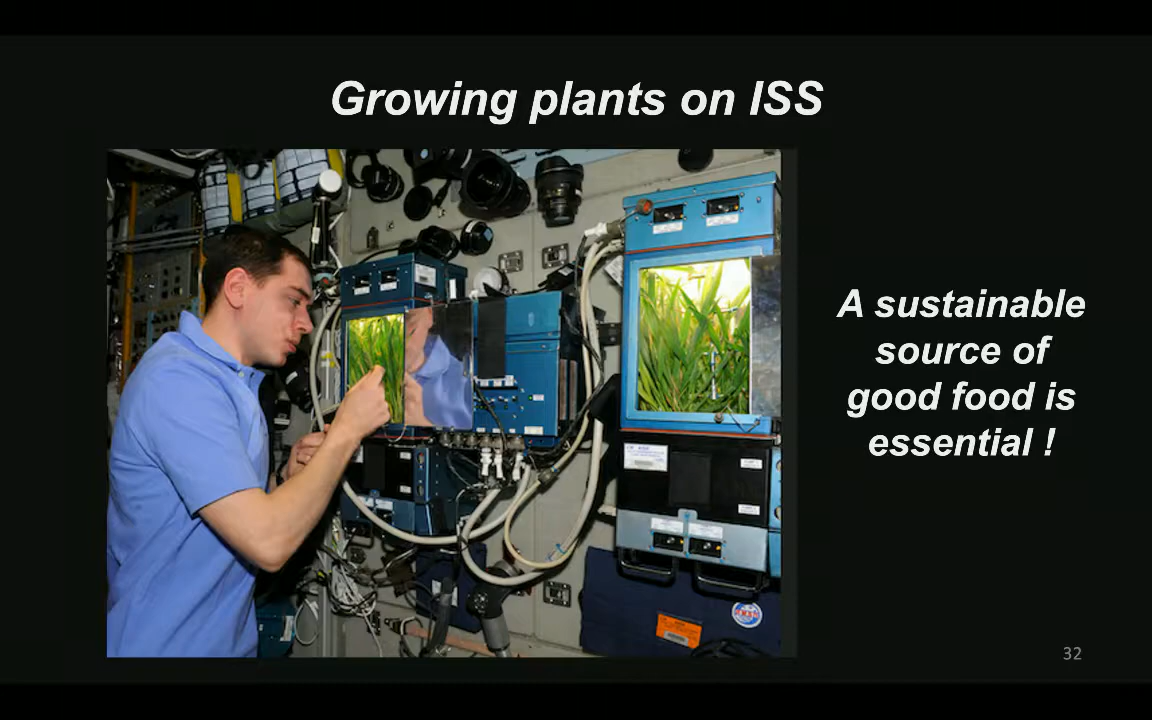 Growing plants on ISS
A sustainable
source of
good food is
essential !
32